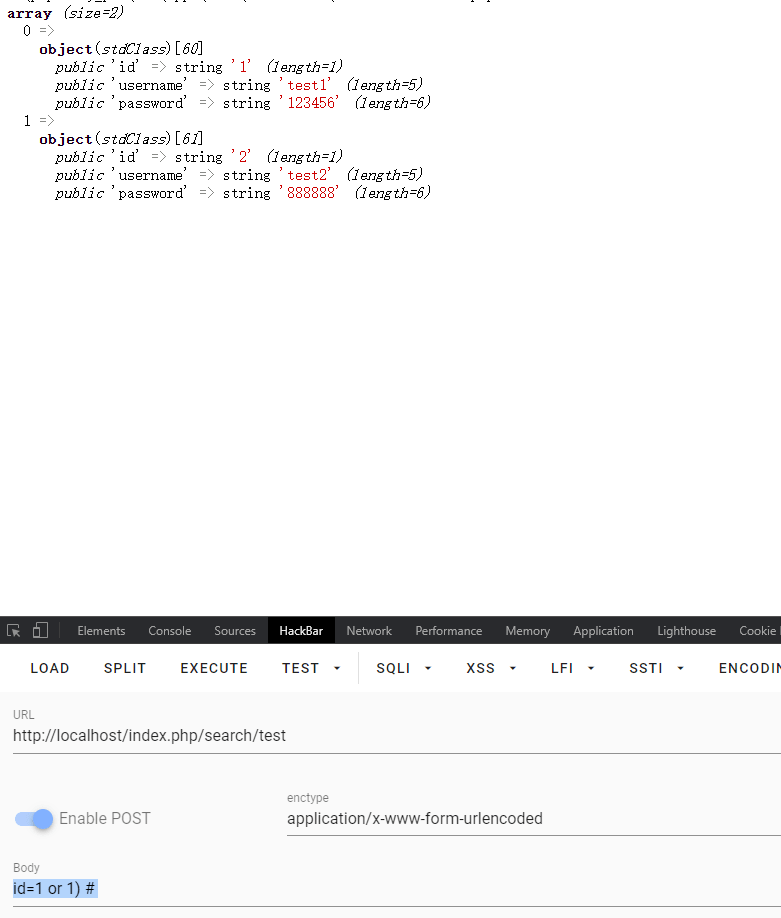 array (size=2)
0 =>
object(stdClass)[60]
public 'id' => string '1' (length=1)
public 'username' => string 'test1' (length=5)
public 'password' => string '123456' (length=6)
1 =>
object(stdClass)[61]
public 'id' => string '2' (length=1)
public 'username' => string 'test2' (length=5)
public 'password' => string '888888' (length=6)
Elements Console Sources HackBar Network Performance Memory Application Lighthouse Cookie
LOAD SPLIT EXECUTE TEST SQLI XSS LFI SSTI ENCODIN
URL
http://localhost/index.php/search/test
Enable POST
enctype
application/x-www-form-urlencoded
Body
id=1 or 1) #